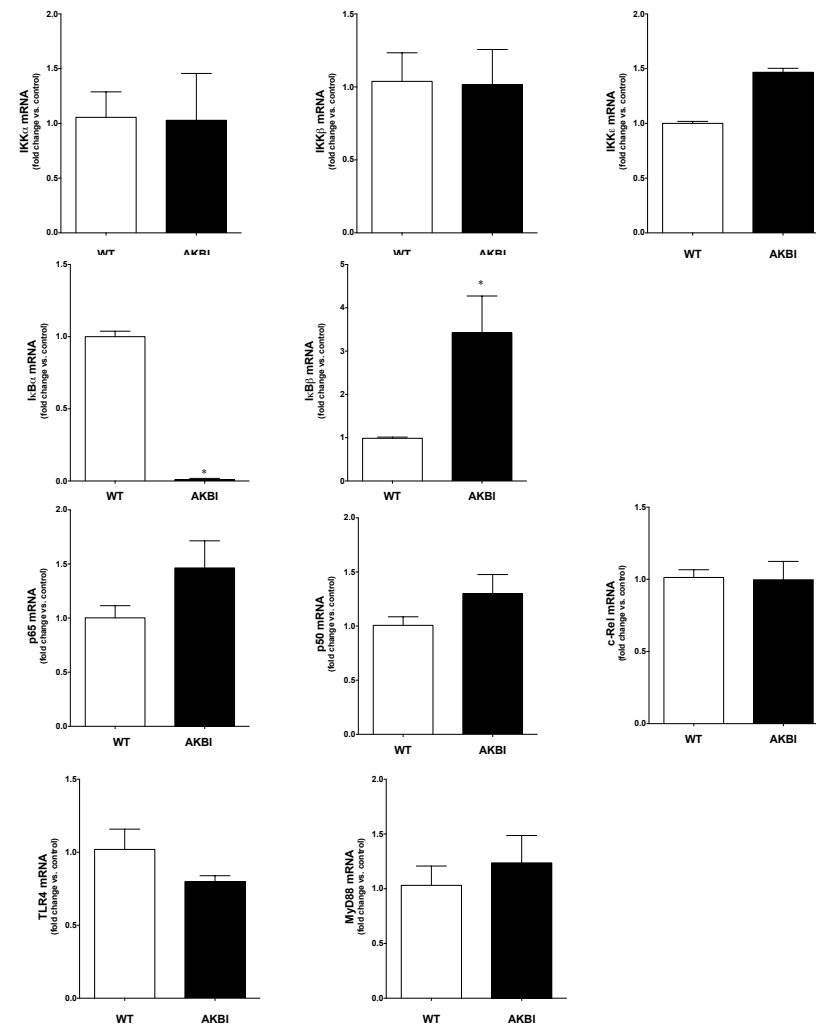 IKKα mRNA
(fold change vs. control)
2.0
1.5
1.0
0.5
0.0
WT AKBI
IKKβ mRNA
(fold change vs. control)
1.5
1.0
0.5
0.0
WT AKBI
IKKε mRNA
(fold change vs. control)
2.0
1.5
1.0
0.5
0.0
WT AKBI
IκBα mRNA
(fold change vs. control)
1.5
1.0
0.5
0.0
*
WT AKBI
IκBβ mRNA
(fold change vs. control)
5
4
3
2
1
0
*
WT AKBI
p65 mRNA
(fold change vs. control)
2.0
1.5
1.0
0.5
0.0
WT AKBI
p50 mRNA
(fold change vs. control)
2.0
1.5
1.0
0.5
0.0
WT AKBI
c-Rel mRNA
(fold change vs. control)
1.5
1.0
0.5
0.0
WT AKBI
TLR4 mRNA
(fold change vs. control)
1.5
1.0
0.5
0.0
WT AKBI
MyD88 mRNA
(fold change vs. control)
2.0
1.5
1.0
0.5
0.0
WT AKBI